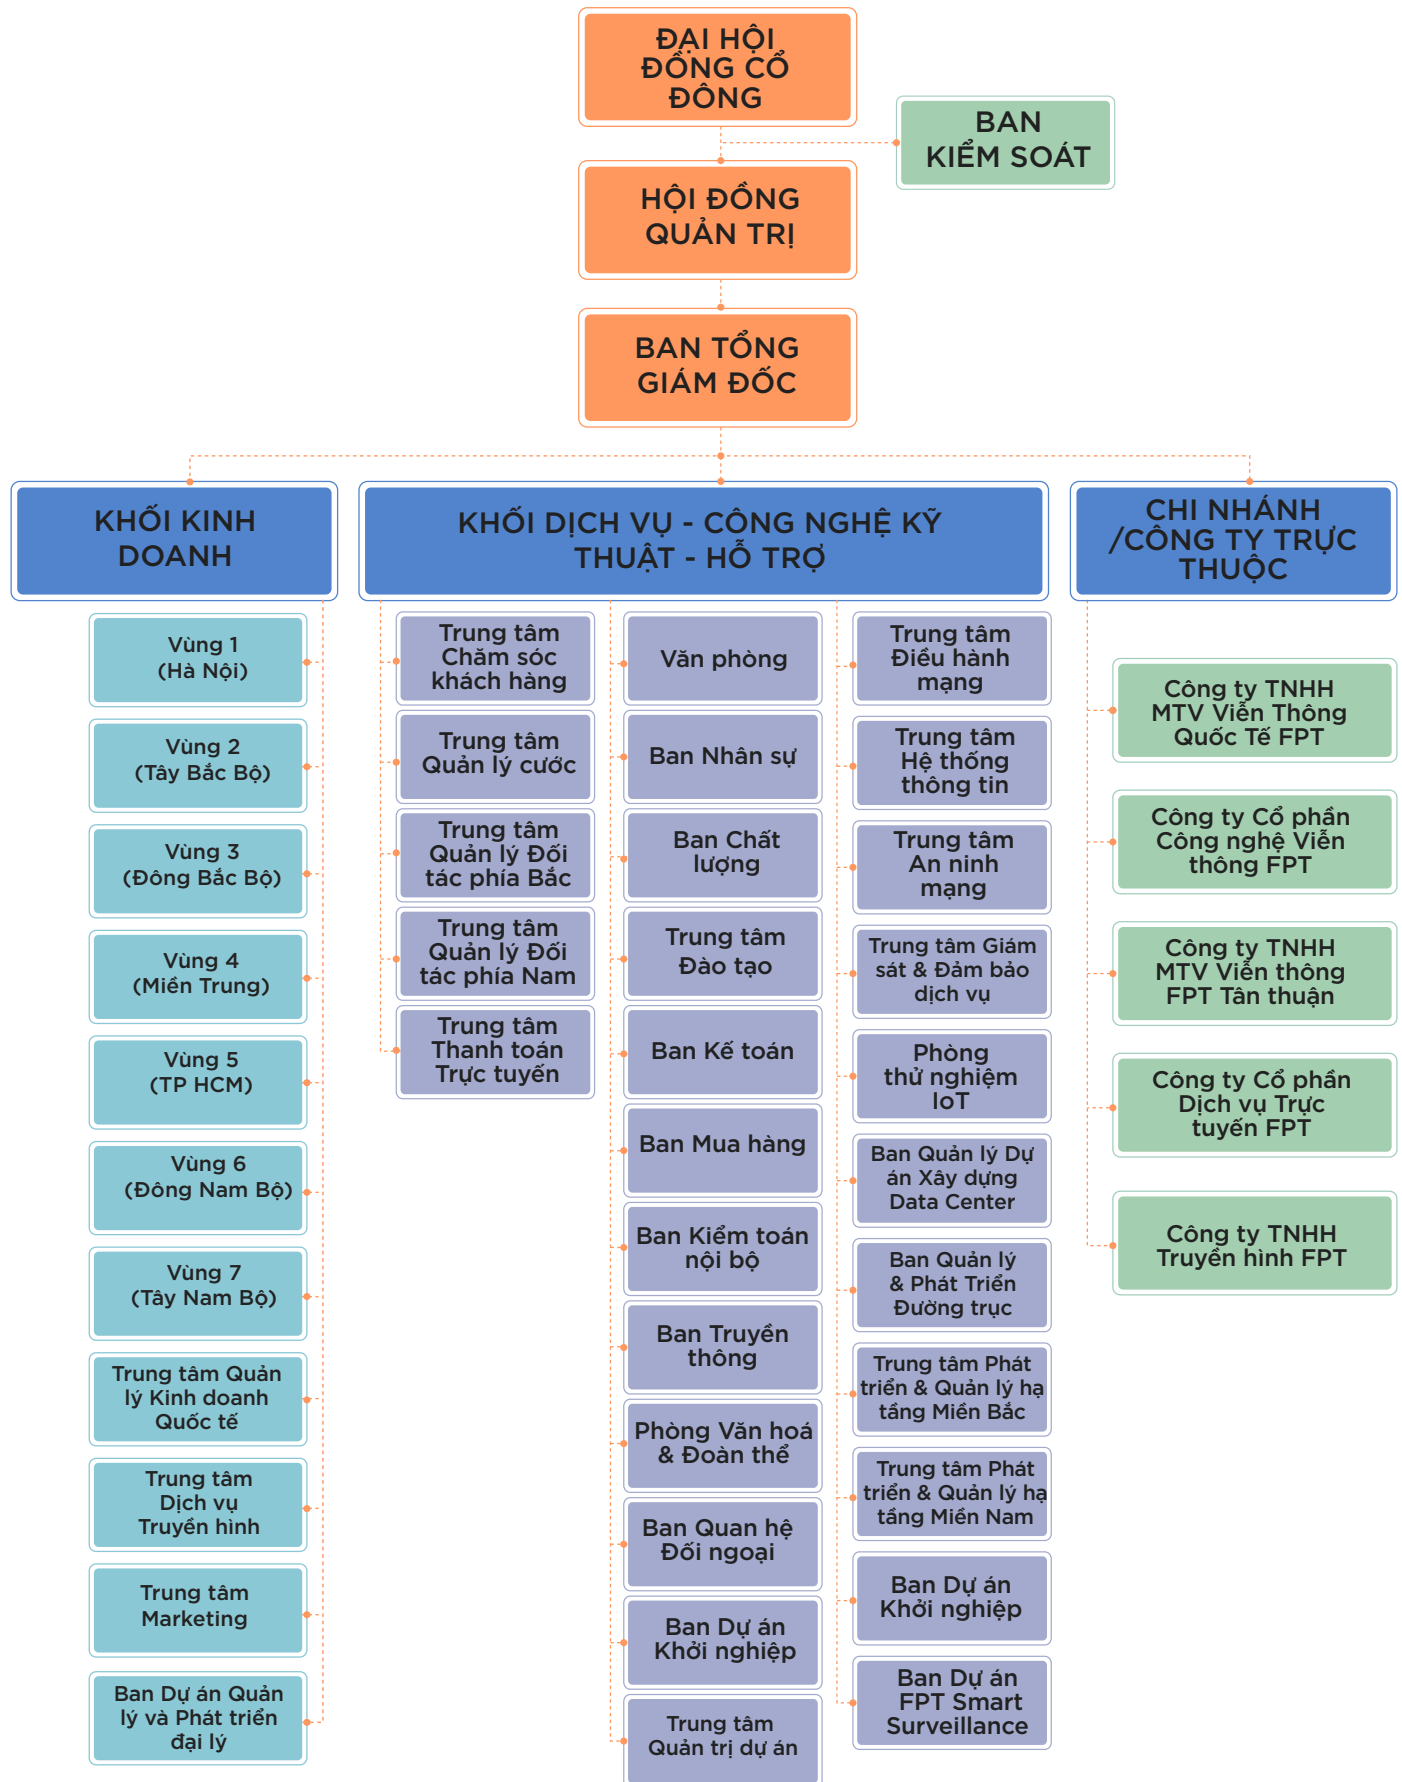 ĐẠI HỘI
ĐỒNG CỔ
ĐÔNG
BAN
KIỂM SOÁT
HỘI ĐỒNG
QUẢN TRỊ
BAN TỔNG
GIÁM ĐỐC
KHỐI KINH
DOANH
KHỐI DỊCH VỤ - CÔNG NGHỆ KỸ
THUẬT - HỖ TRỢ
CHI NHÁNH
/CÔNG TY TRỰC
THUỘC
Vùng 1
(Hà Nội)
Vùng 2
(Tây Bắc Bộ)
Vùng 3
(Đông Bắc Bộ)
Vùng 4
(Miền Trung)
Vùng 5
(TP HCM)
Vùng 6
(Đông Nam Bộ)
Vùng 7
(Tây Nam Bộ)
Trung tâm Quản
lý Kinh doanh
Quốc tế
Trung tâm
Dịch vụ
Truyền hình
Trung tâm
Marketing
Ban Dự án Quản
lý và Phát triển
đại lý
Trung tâm
Chăm sóc
khách hàng
Trung tâm
Quản lý cước
Trung tâm
Quản lý Đối
tác phía Bắc
Trung tâm
Quản lý Đối
tác phía Nam
Trung tâm
Thanh toán
Trực tuyến
Văn phòng
Ban Nhân sự
Ban Chất
lượng
Trung tâm
Đào tạo
Ban Kế toán
Ban Mua hàng
Ban Kiểm toán
nội bộ
Ban Truyền
thông
Phòng Văn hoá
& Đoàn thể
Ban Quan hệ
Đối ngoại
Ban Dự án
Khởi nghiệp
Trung tâm
Quản trị dự án
Trung tâm
Điều hành
mạng
Trung tâm
Hệ thống
thông tin
Trung tâm
An ninh
mạng
Trung tâm Giám
sát & Đảm bảo
dịch vụ
Phòng
thử nghiệm
IoT
Ban Quản lý Dự
án Xây dựng
Data Center
Ban Quản lý
& Phát Triển
Đường trục
Trung tâm Phát
triển & Quản lý hạ
tầng Miền Bắc
Trung tâm Phát
triển & Quản lý hạ
tầng Miền Nam
Ban Dự án
Khởi nghiệp
Ban Dự án
FPT Smart
Surveillance
Công ty TNHH
MTV Viễn Thông
Quốc Tế FPT
Công ty Cổ phần
Công nghệ Viễn
thông FPT
Công ty TNHH
MTV Viễn thông
FPT Tân thuận
Công ty Cổ phần
Dịch vụ Trực
tuyến FPT
Công ty TNHH
Truyền hình FPT